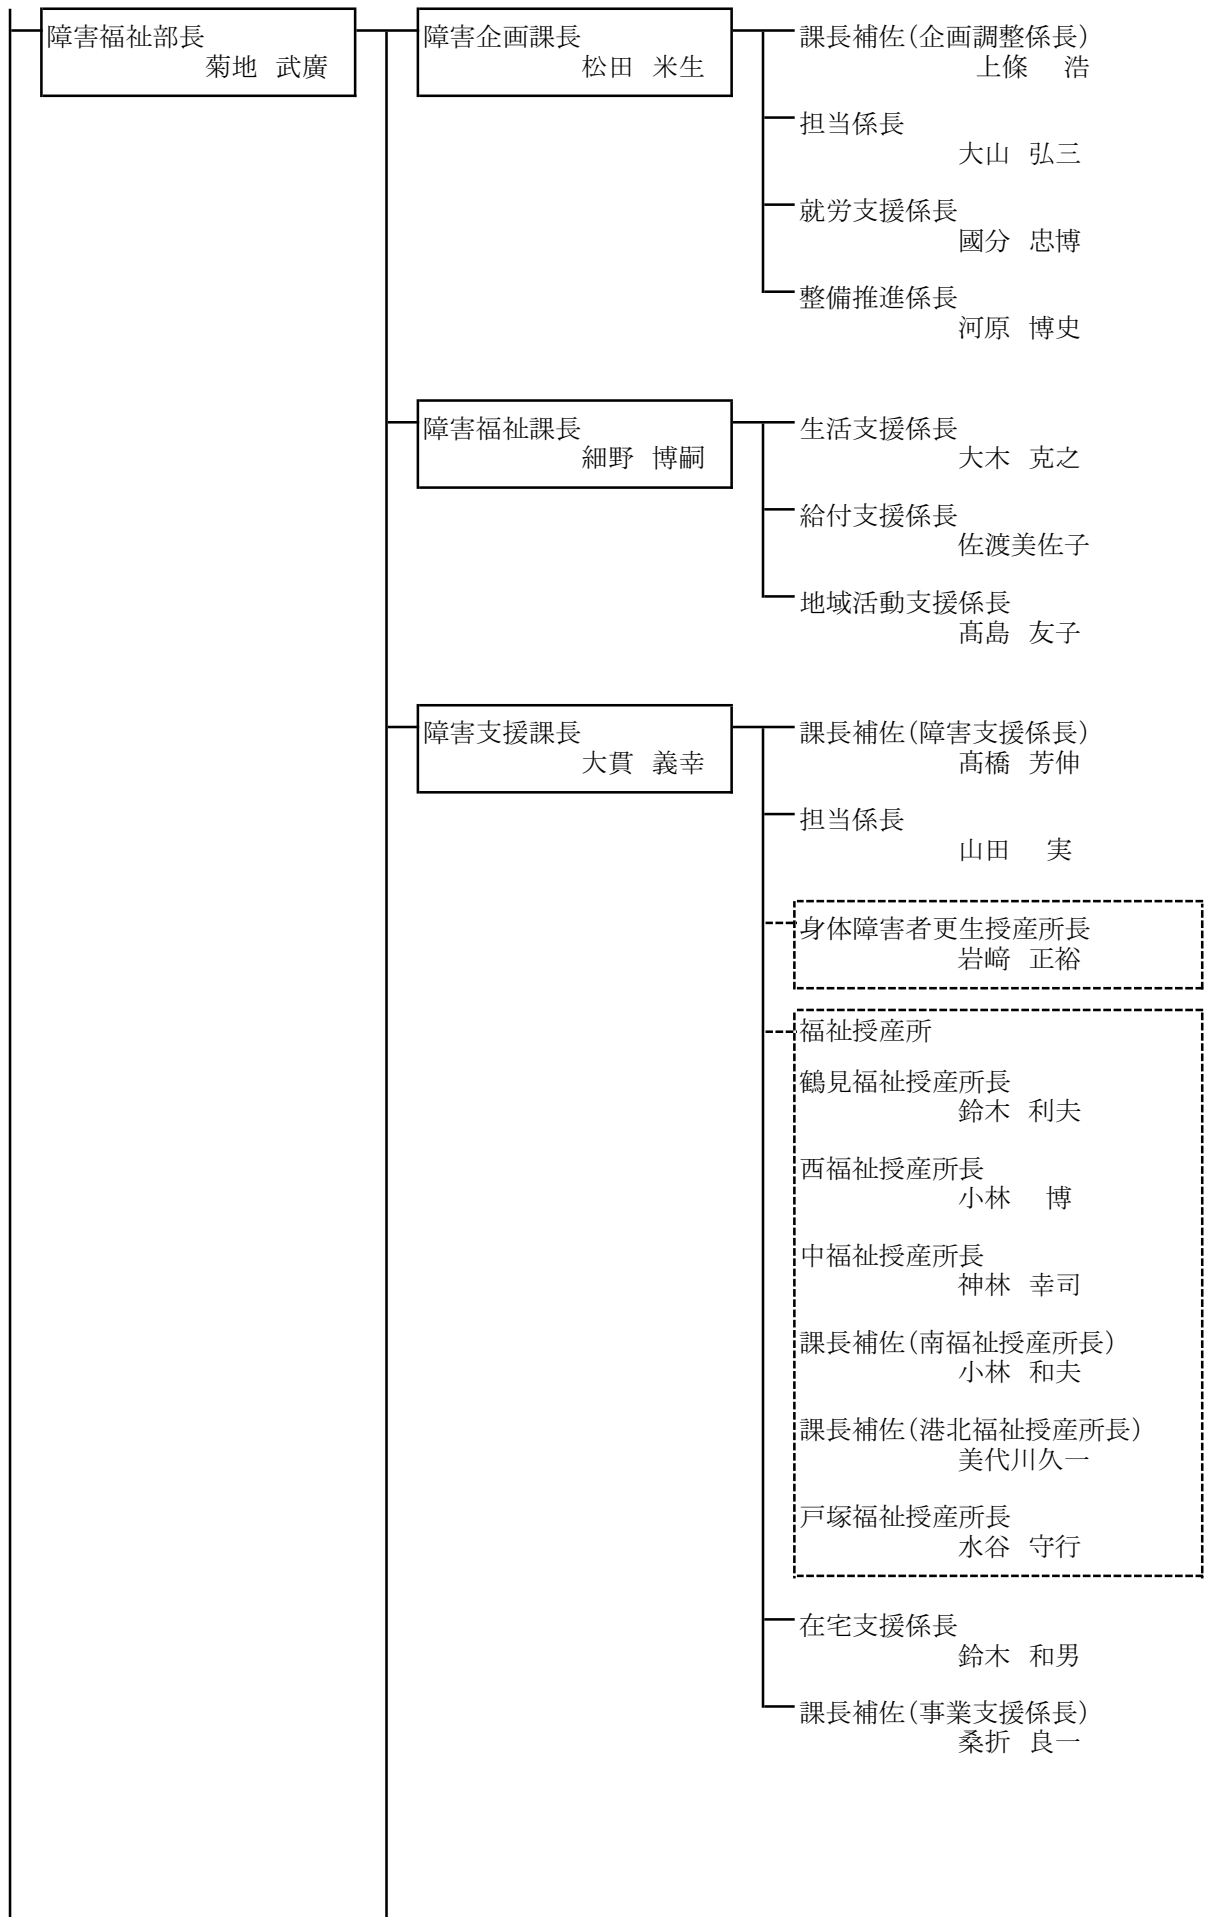 障害福祉部長
菊地 武廣
障害企画課長
松田 米生
課長補佐(企画調整係長)
上條 浩
担当係長
大山 弘三
就労支援係長
國分 忠博
整備推進係長
河原 博史
障害福祉課長
細野 博嗣
生活支援係長
大木 克之
給付支援係長
佐渡美佐子
地域活動支援係長
髙島 友子
障害支援課長
大貫 義幸
課長補佐(障害支援係長)
髙橋 芳伸
担当係長
山田 実
身体障害者更生授産所長
岩﨑 正裕
福祉授産所
鶴見福祉授産所長
鈴木 利夫
西福祉授産所長
小林 博
中福祉授産所長
神林 幸司
課長補佐(南福祉授産所長)
小林 和夫
課長補佐(港北福祉授産所長)
美代川久一
戸塚福祉授産所長
水谷 守行
在宅支援係長
鈴木 和男
課長補佐(事業支援係長)
桑折 良一